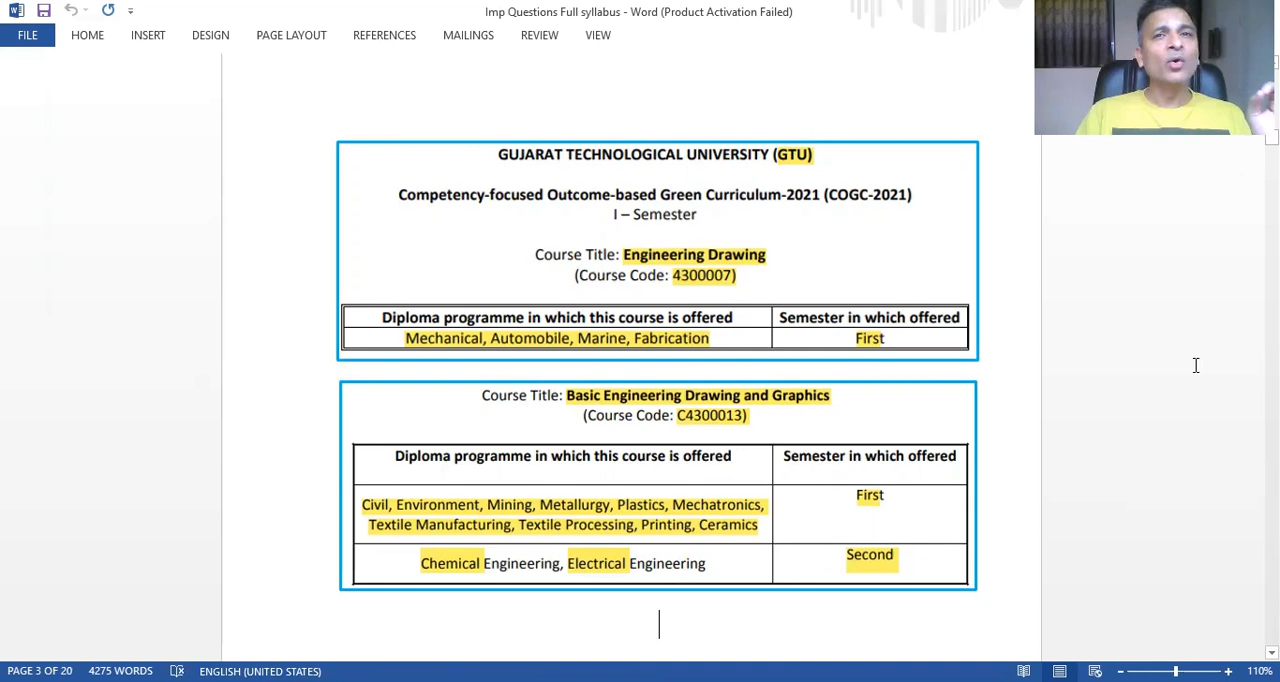 Imp Questions Full syllabus - Word (Product Activation Failed)
FILE HOME INSERT DESIGN PAGE LAYOUT REFERENCES MAILINGS REVIEW VIEW
GUJARAT TECHNOLOGICAL UNIVERSITY (GTU)
Competency-focused Outcome-based Green Curriculum-2021 (COGC-2021)
I – Semester
Course Title: Engineering Drawing
(Course Code: 4300007)
Diploma programme in which this course is offered Semester in which offered
Mechanical, Automobile, Marine, Fabrication First
Course Title: Basic Engineering Drawing and Graphics
(Course Code: C4300013)
Diploma programme in which this course is offered Semester in which offered
Civil, Environment, Mining, Metallurgy, Plastics, Mechatronics, First
Textile Manufacturing, Textile Processing, Printing, Ceramics
Chemical Engineering, Electrical Engineering Second
PAGE 3 OF 20 4275 WORDS ENGLISH (UNITED STATES) 110%